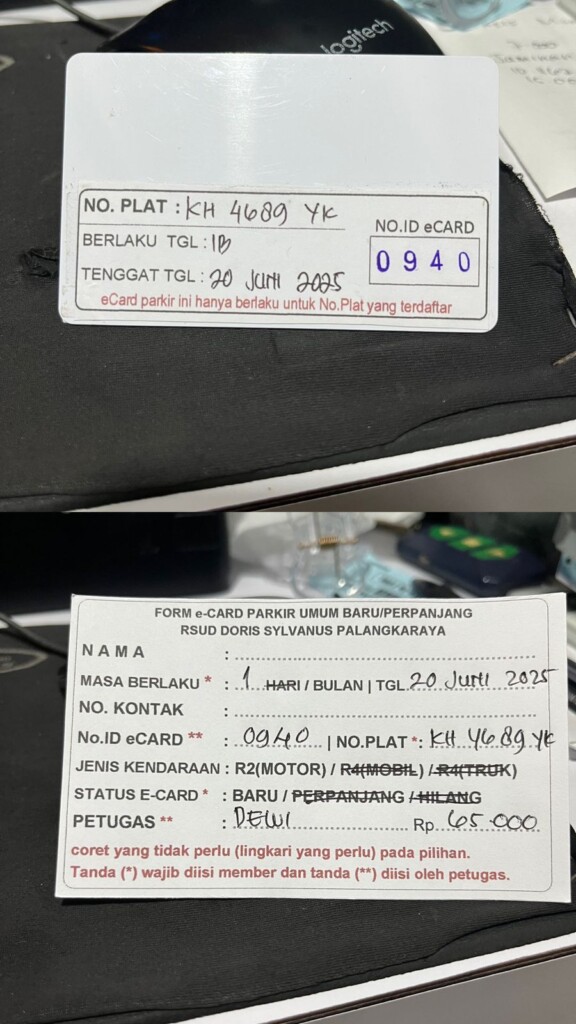 logitech
NO. PLAT : KH 4689 YK
BERLAKU TGL : 1B
TENGGAT TGL : 20 JUNI 2025
NO.ID eCARD
0940
eCard parkir ini hanya berlaku untuk No.Plat yang terdaftar
FORM e-CARD PARKIR UMUM BARU/PERPANJANG
RSUD DORIS SYLVANUS PALANGKARAYA
NAMA :
MASA BERLAKU * : 1 HARI / BULAN | TGL 20 JUNI 2025
NO. KONTAK :
No.ID eCARD ** : 0940 | NO.PLAT *: KH 4689 YK
JENIS KENDARAAN : R2(MOTOR) / R4(MOBIL) / R4(TRUK)
STATUS E-CARD * : BARU / PERPANJANG / HILANG
PETUGAS ** : DEWI Rp. 65.000
coret yang tidak perlu (lingkari yang perlu) pada pilihan.
Tanda (*) wajib diisi member dan tanda (**) diisi oleh petugas.